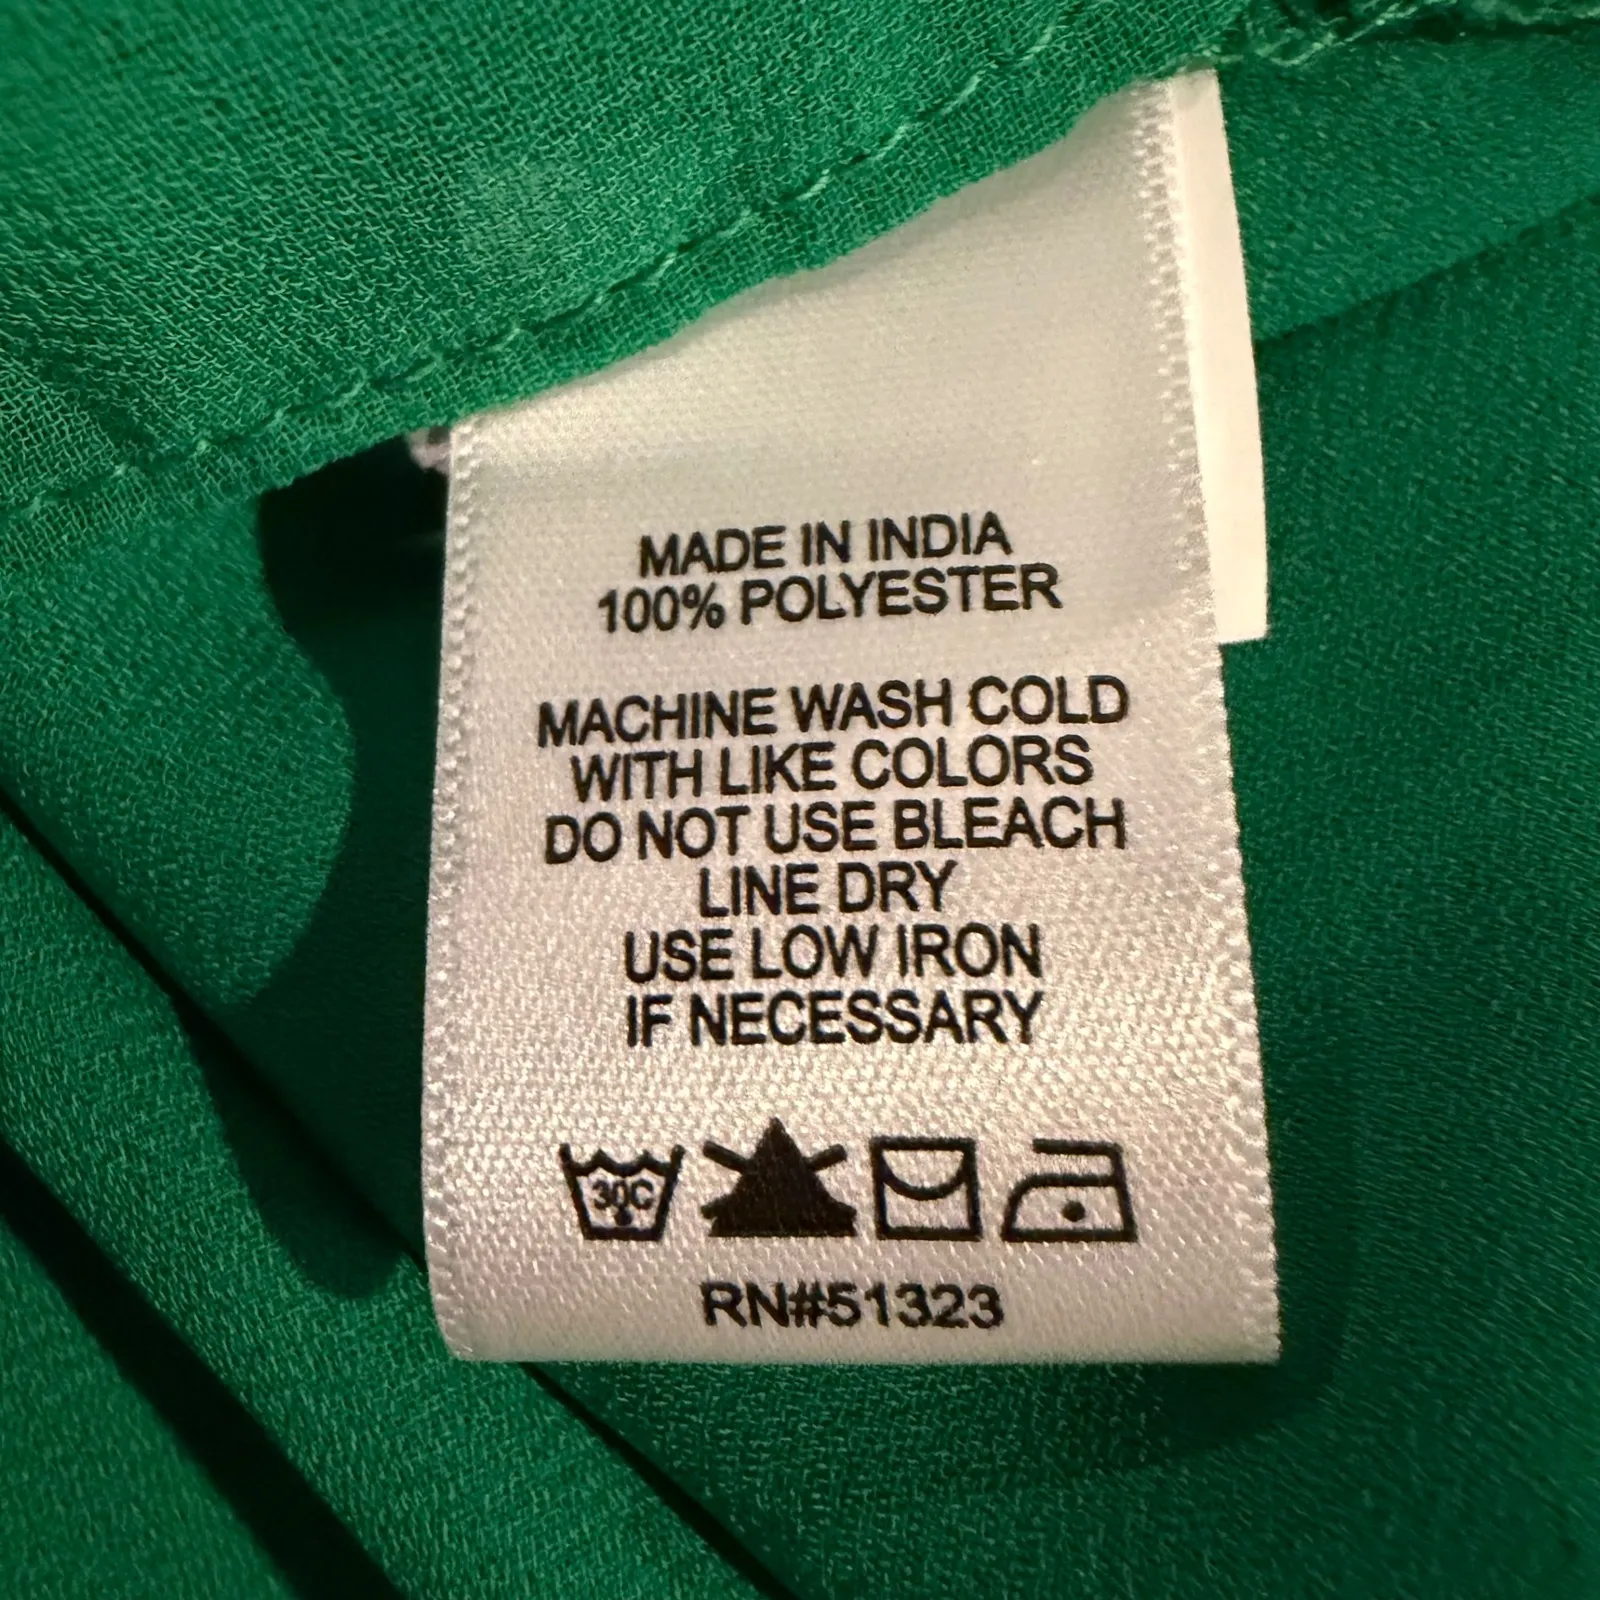 MADE IN INDIA
100% POLYESTER
MACHINE WASH COLD
WITH LIKE COLORS
DO NOT USE BLEACH
LINE DRY
USE LOW IRON
IF NECESSARY
30C
RN#51323